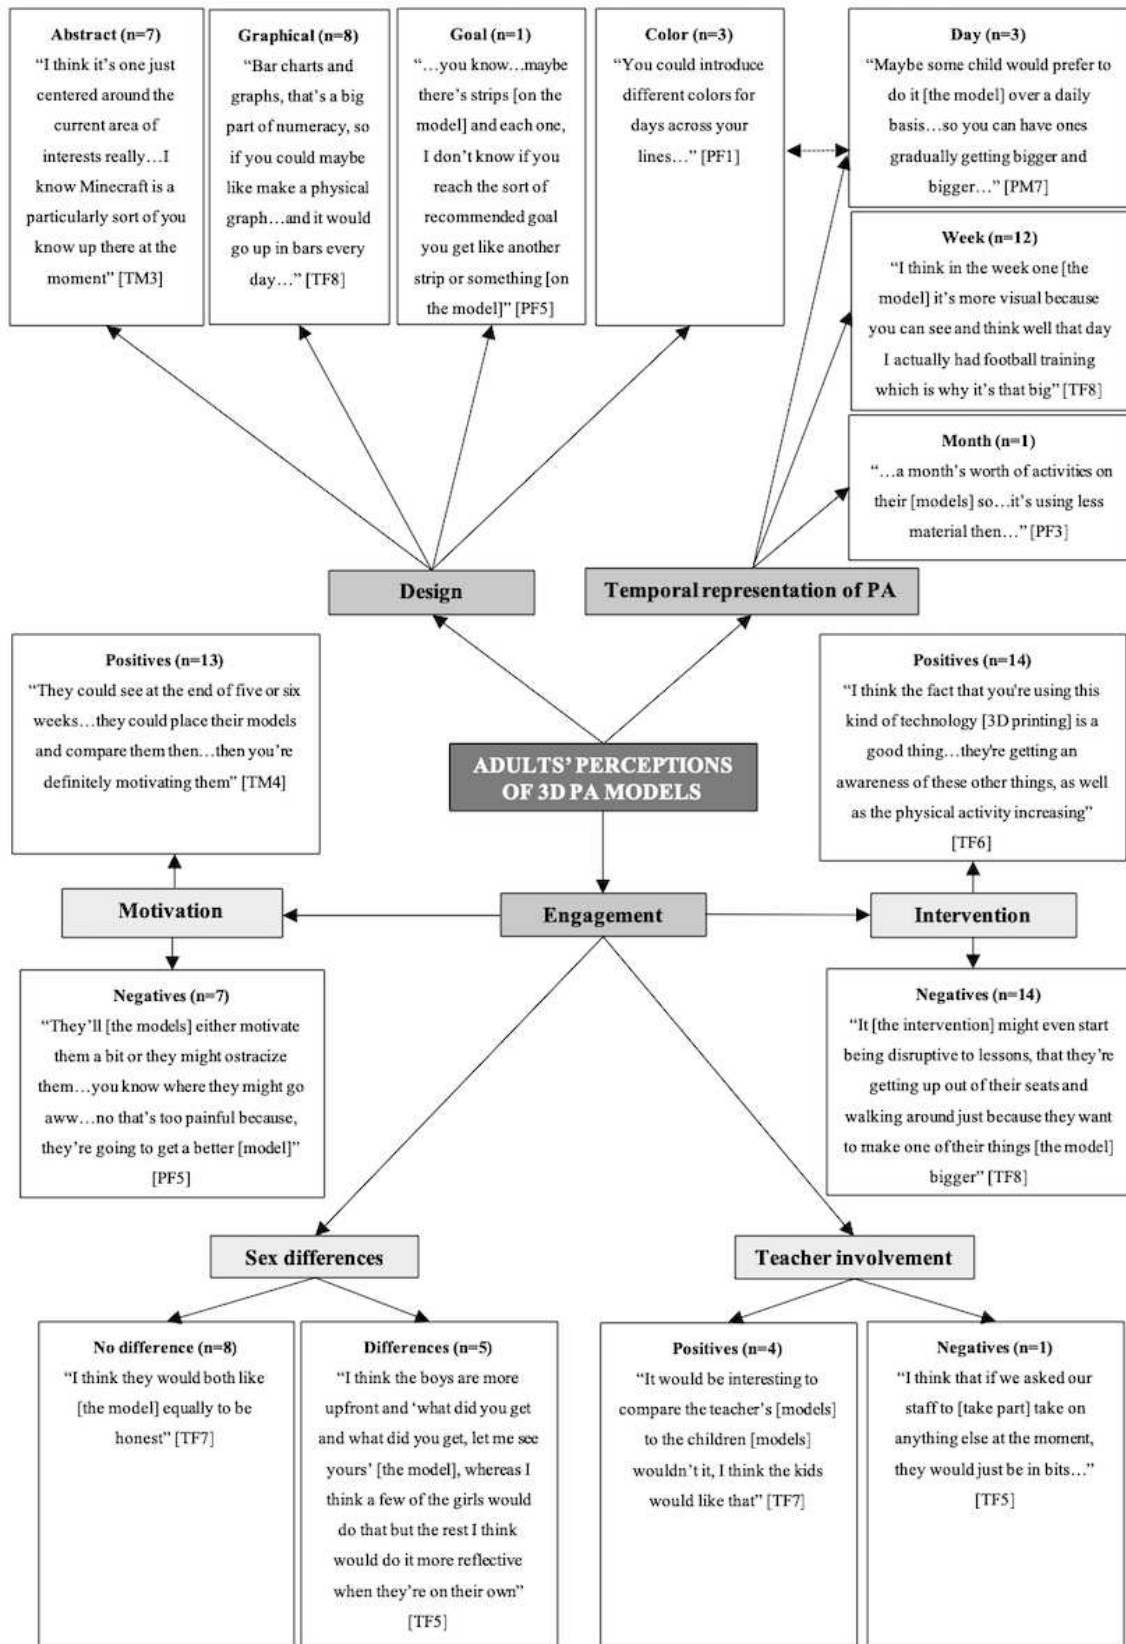 Abstract (n=7)
“I think it’s one just
centered around the
current area of
interests really…I
know Minecraft is a
particularly sort of you
know up there at the
moment” [TM3]
Graphical (n=8)
“Bar charts and
graphs, that’s a big
part of numeracy, so
if you could maybe
like make a physical
graph…and it would
go up in bars every
day…” [TF8]
Goal (n=1)
“…you know…maybe
there’s strips [on the
model] and each one,
I don’t know if you
reach the sort of
recommended goal
you get like another
strip or something [on
the model]” [PF5]
Color (n=3)
“You could introduce
different colors for
days across your
lines…” [PF1]
Day (n=3)
“Maybe some child would prefer to
do it [the model] over a daily
basis…so you can have ones
gradually getting bigger and
bigger…” [PM7]
Week (n=12)
“I think in the week one [the
model] it’s more visual because
you can see and think well that day
I actually had football training
which is why it’s that big” [TF8]
Month (n=1)
“…a month’s worth of activities on
their [models] so…it’s using less
material then…” [PF3]
Design
Temporal representation of PA
Positives (n=13)
“They could see at the end of five or six
weeks…they could place their models
and compare them then…then you’re
definitely motivating them” [TM4]
ADULTS’ PERCEPTIONS
OF 3D PA MODELS
Positives (n=14)
“I think the fact that you're using this
kind of technology [3D printing] is a
good thing…they're getting an
awareness of these other things, as well
as the physical activity increasing”
[TF6]
Motivation
Engagement
Intervention
Negatives (n=7)
“They’ll [the models] either motivate
them a bit or they might ostracize
them…you know where they might go
aww…no that’s too painful because,
they’re going to get a better [model]”
[PF5]
Negatives (n=14)
“It [the intervention] might even start
being disruptive to lessons, that they’re
getting up out of their seats and
walking around just because they want
to make one of their things [the model]
bigger” [TF8]
Sex differences
Teacher involvement
No difference (n=8)
“I think they would both like
[the model] equally to be
honest” [TF7]
Differences (n=5)
“I think the boys are more
upfront and ‘what did you get
and what did you get, let me see
yours’ [the model], whereas I
think a few of the girls would
do that but the rest I think
would do it more reflective
when they’re on their own”
[TF5]
Positives (n=4)
“It would be interesting to
compare the teacher’s [models]
to the children [models]
wouldn’t it, I think the kids
would like that” [TF7]
Negatives (n=1)
“I think that if we asked our
staff to [take part] take on
anything else at the moment,
they would just be in bits…”
[TF5]